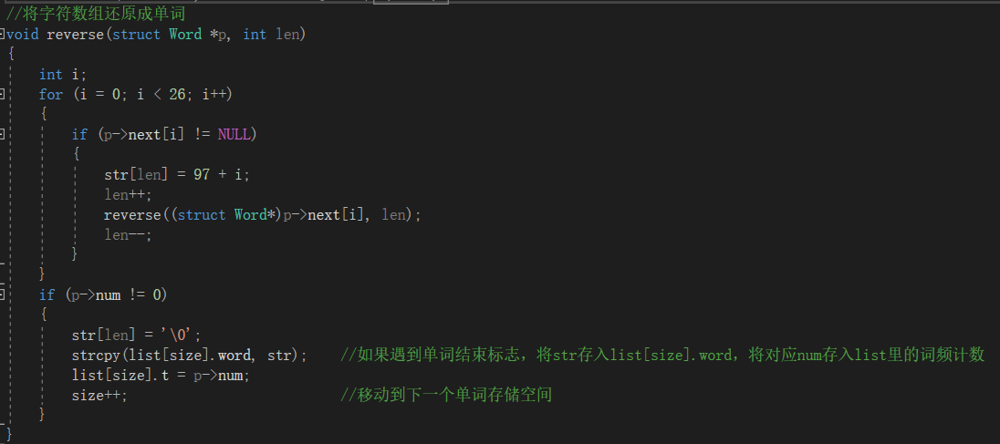 //将字符数组还原成单词
void reverse(struct Word *p, int len)
{
    int i;
    for (i = 0; i < 26; i++)
    {
        if (p->next[i] != NULL)
        {
            str[len] = 97 + i;
            len++;
            reverse((struct Word*)p->next[i], len);
            len--;
        }
    }
    if (p->num != 0)
    {
        str[len] = '\0';
        strcpy(list[size].word, str);    //如果遇到单词结束标志，将str存入list[size].word，将对应num存入list里的词频计数
        list[size].t = p->num;
        size++;                          //移动到下一个单词存储空间
    }
}